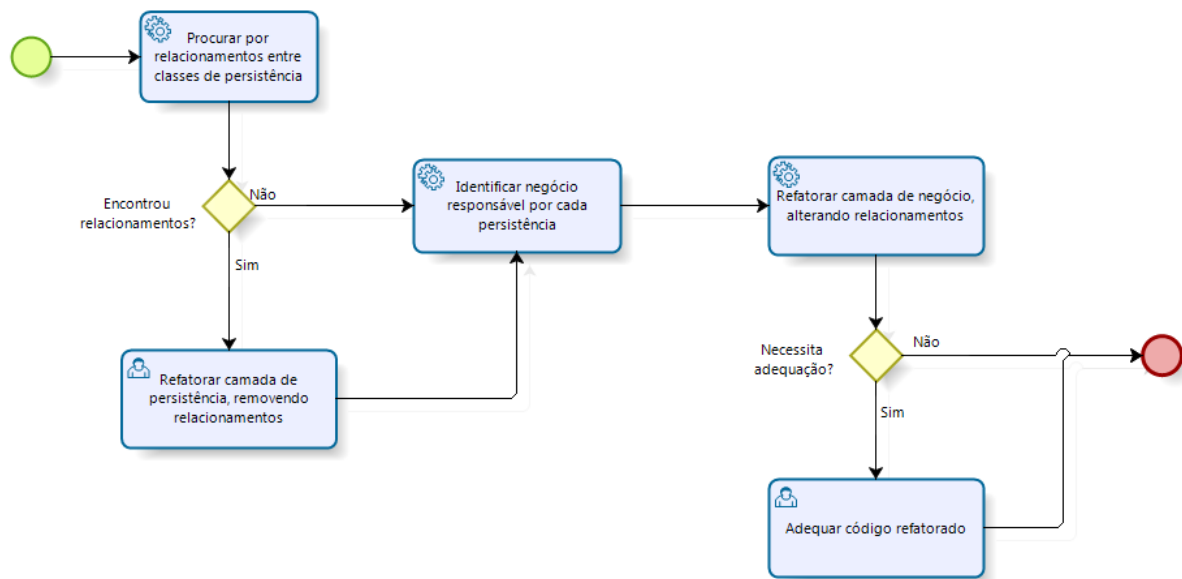 Procurar por
relacionamentos entre
classes de persistência
Encontrou
relacionamentos?
Não
Sim
Refatorar camada de
persistência, removendo
relacionamentos
Identificar negócio
responsável por cada
persistência
Refatorar camada de negócio,
alterando relacionamentos
Necessita
adequação?
Não
Sim
Adequar código refatorado